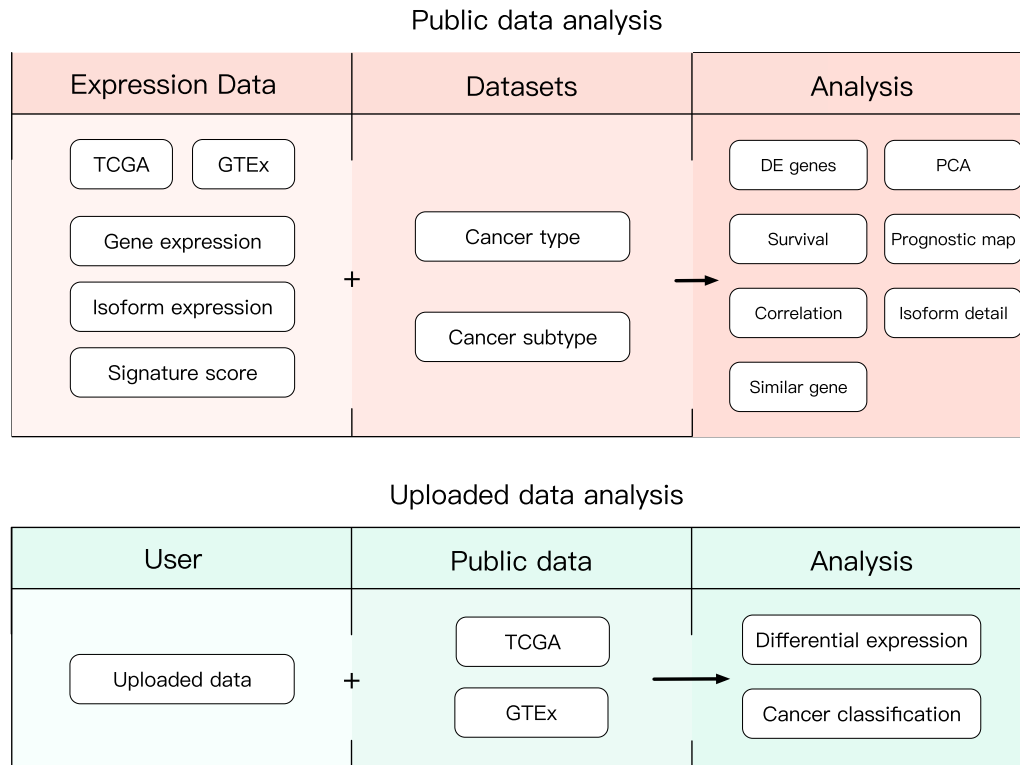 Public data analysis
Expression Data
Datasets
Analysis
TCGA
GTEx
Gene expression
Isoform expression
Signature score
+
Cancer type
Cancer subtype
DE genes
PCA
Survival
Prognostic map
Correlation
Isoform detail
Similar gene
Uploaded data analysis
User
Public data
Analysis
Uploaded data
+
TCGA
GTEx
Differential expression
Cancer classification